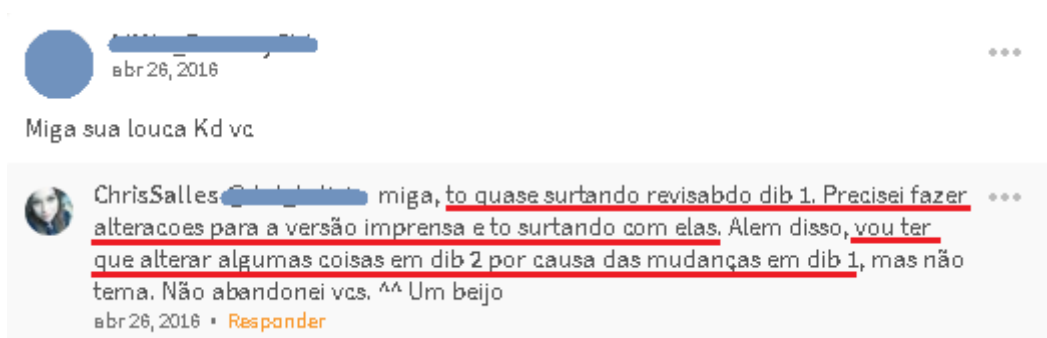 abr 26, 2016
Miga sua louca Kd vc
ChrisSalles miga, to quase surtando revisabdo dib 1. Precisei fazer
alteracoes para a versão imprensa e to surtando com elas. Alem disso, vou ter
que alterar algumas coisas em dib 2 por causa das mudanças em dib 1, mas não
tema. Não abandonei vcs. ^^ Um beijo
abr 26, 2016 • Responder